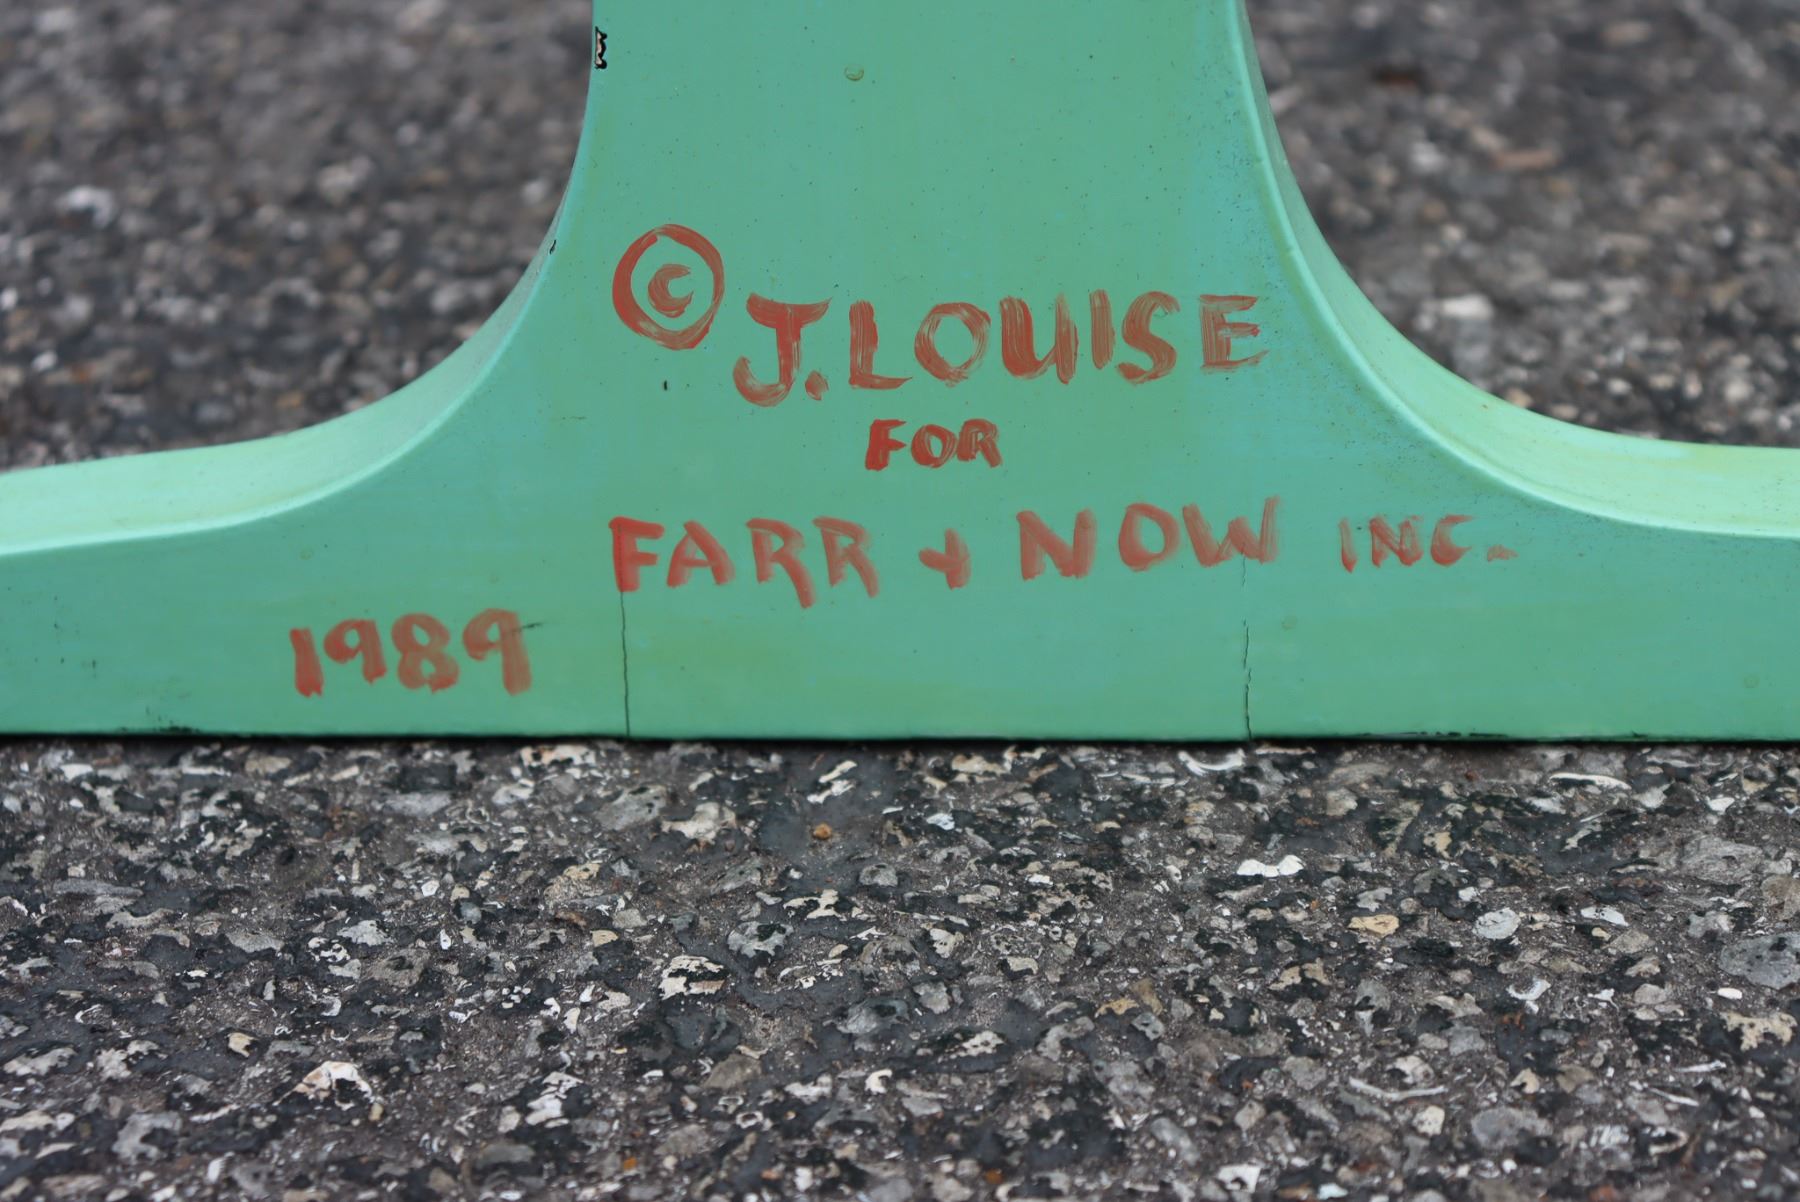 © J. LOUISE
FOR
FARR + NOW INC.
1989